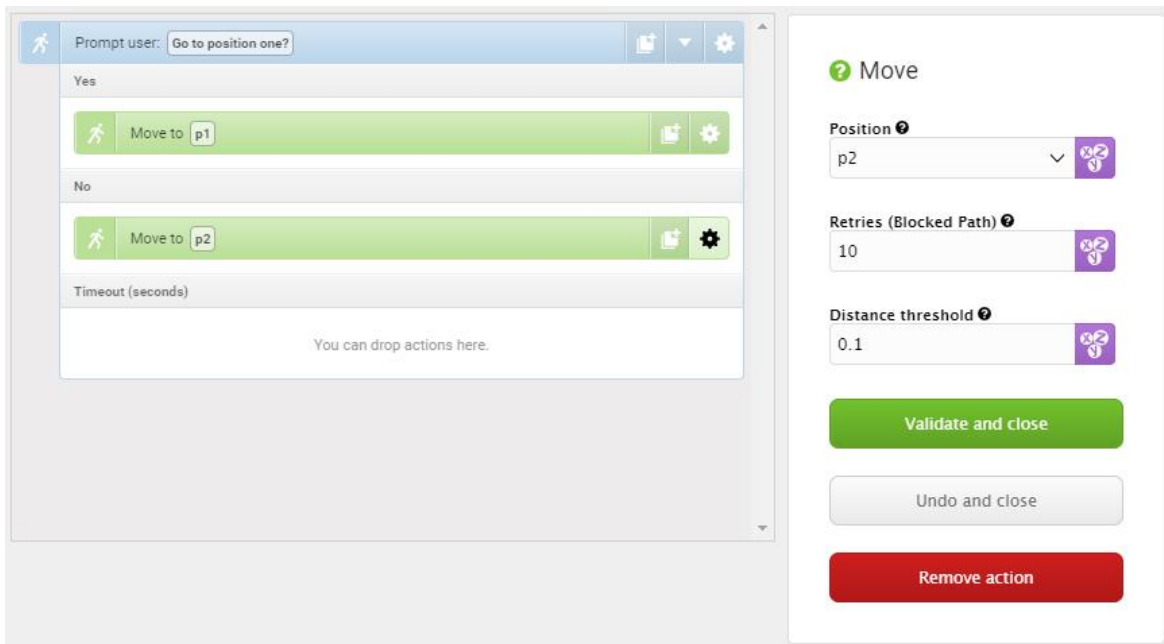 Prompt user: Go to position one?
Yes
Move to p1
No
Move to p2
Timeout (seconds)
You can drop actions here.
Move
Position
p2
Retries (Blocked Path)
10
Distance threshold
0.1
Validate and close
Undo and close
Remove action